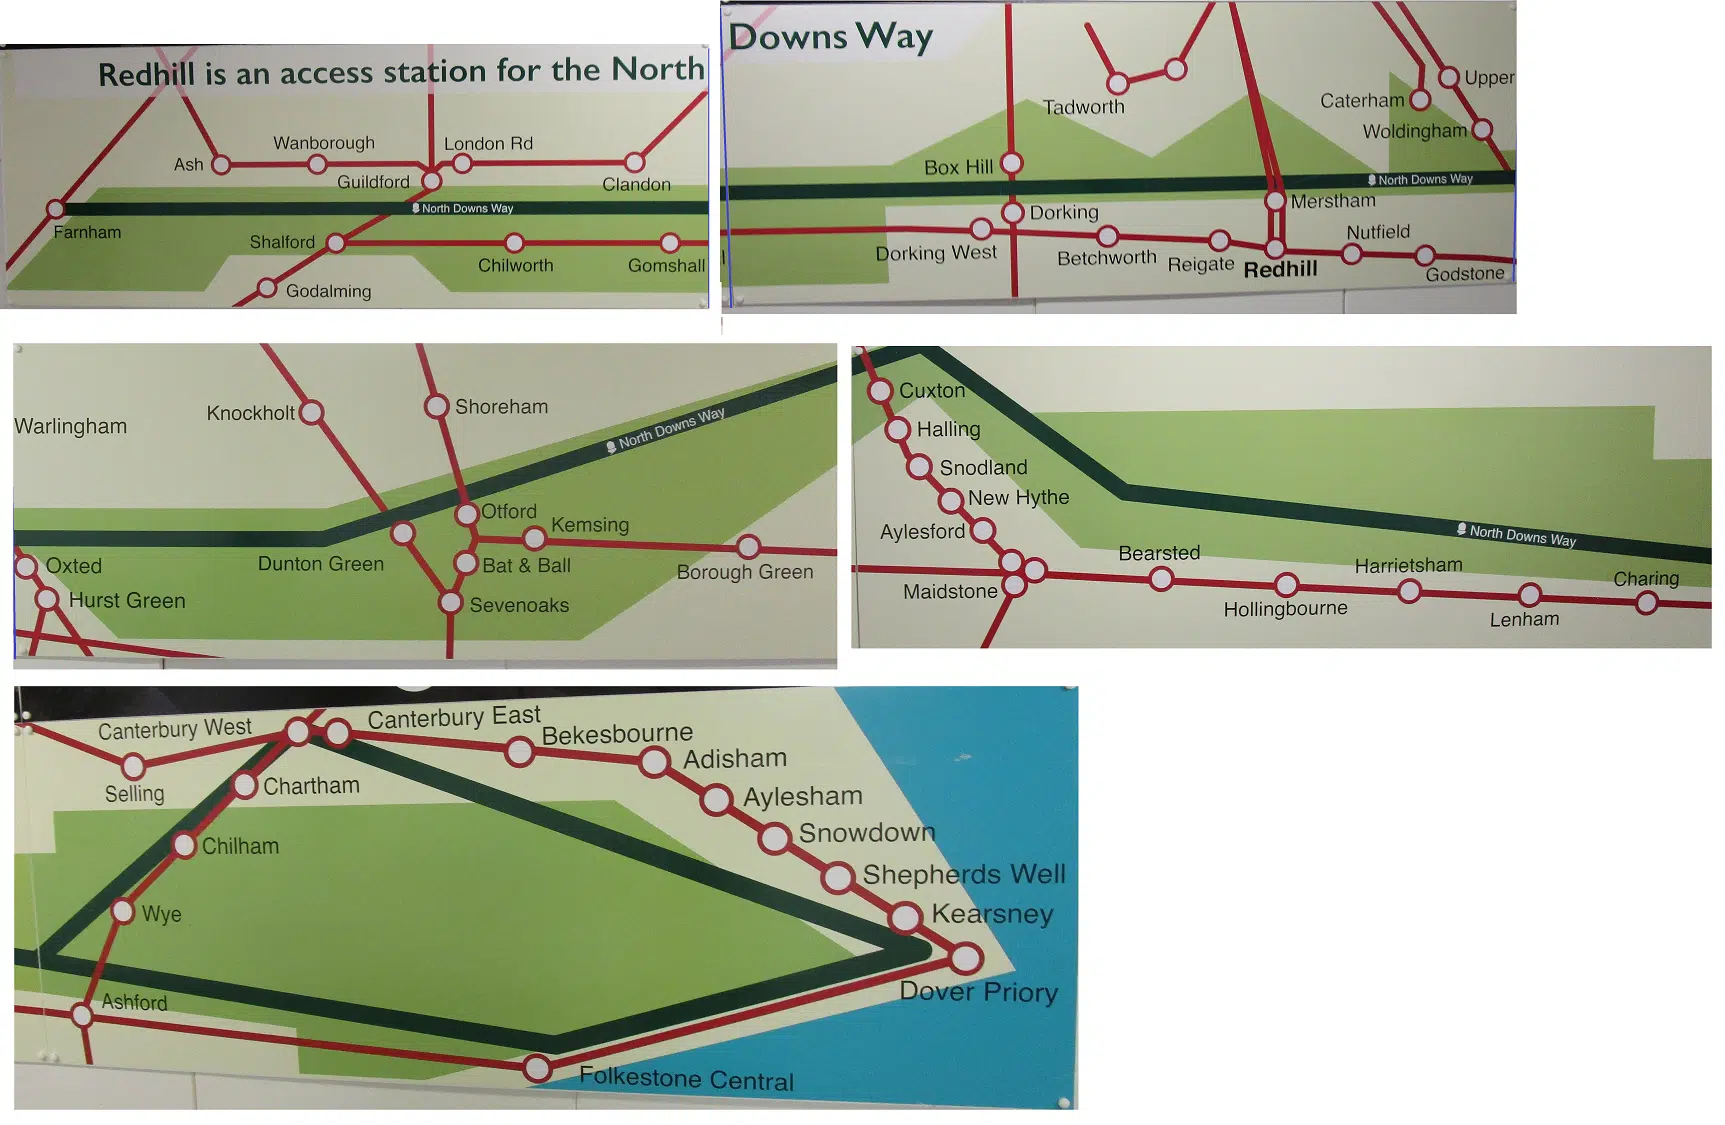 Redhill is an access station for the North
Downs Way
Wanborough
London Rd
Ash
Guildford
Clandon
North Downs Way
Farnham
Shalford
Chilworth
Gomshall
Godalming
Tadworth
Upper
Caterham
Woldingham
Box Hill
North Downs Way
Merstham
Dorking
Nutfield
Dorking West
Betchworth
Reigate
Redhill
Godstone
Knockholt
Shoreham
Warlingham
North Downs Way
Otford
Kemsing
Oxted
Dunton Green
Bat & Ball
Borough Green
Hurst Green
Sevenoaks
Cuxton
Halling
Snodland
New Hythe
Aylesford
North Downs Way
Bearsted
Harrietsham
Charing
Maidstone
Hollingbourne
Lenham
Canterbury West
Canterbury East
Bekesbourne
Adisham
Selling
Chartham
Aylesham
Snowdown
Chilham
Shepherds Well
Wye
Kearsney
Ashford
Dover Priory
Folkestone Central